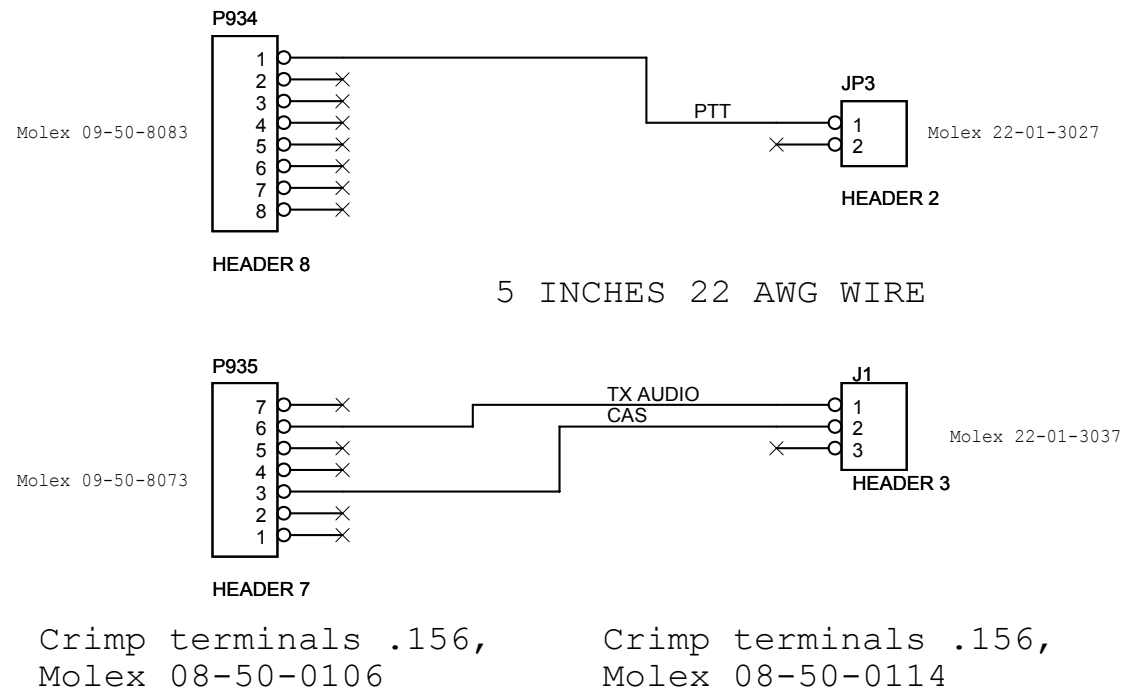 P934
1
2
3
4
5
6
7
8
Molex 09-50-8083
HEADER 8
PTT
JP3
1
2
Molex 22-01-3027
HEADER 2
5 INCHES 22 AWG WIRE
P935
7
6
5
4
3
2
1
Molex 09-50-8073
HEADER 7
TX AUDIO
CAS
J1
1
2
3
Molex 22-01-3037
HEADER 3
Crimp terminals .156,
Molex 08-50-0106
Crimp terminals .156,
Molex 08-50-0114